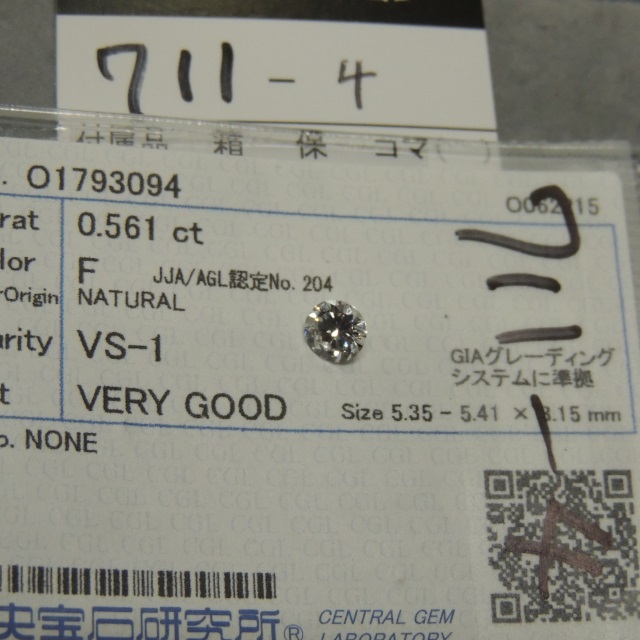 711-4
付属品 箱 保 コマ( )
. O1793094
rat 0.561 ct
lor F JJA/AGL認定No. 204
-Origin NATURAL
urity VS-1
GIAグレーディング
システムに準拠
t VERY GOOD Size 5.35 - 5.41 × 3.15 mm
o. NONE
711-4
央宝石研究所®
CENTRAL GEM
LABORATORY